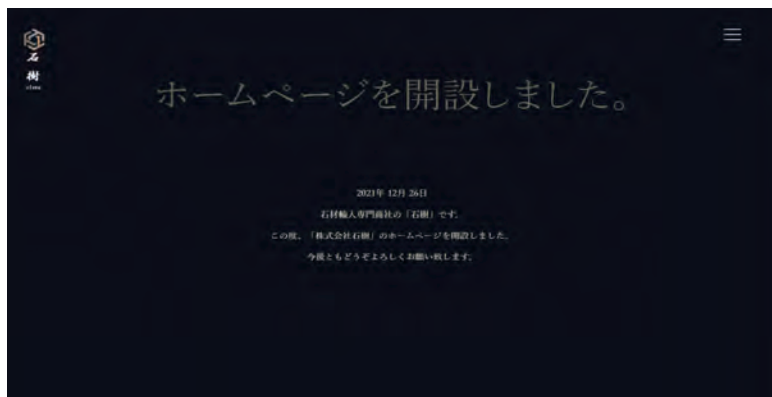 石
樹
ホームページを開設しました。
2021年 12月 26日
石材輸入専門商社の「石樹」です。
この度、「株式会社石樹」のホームページを開設しました。
今後ともどうぞよろしくお願い致します。